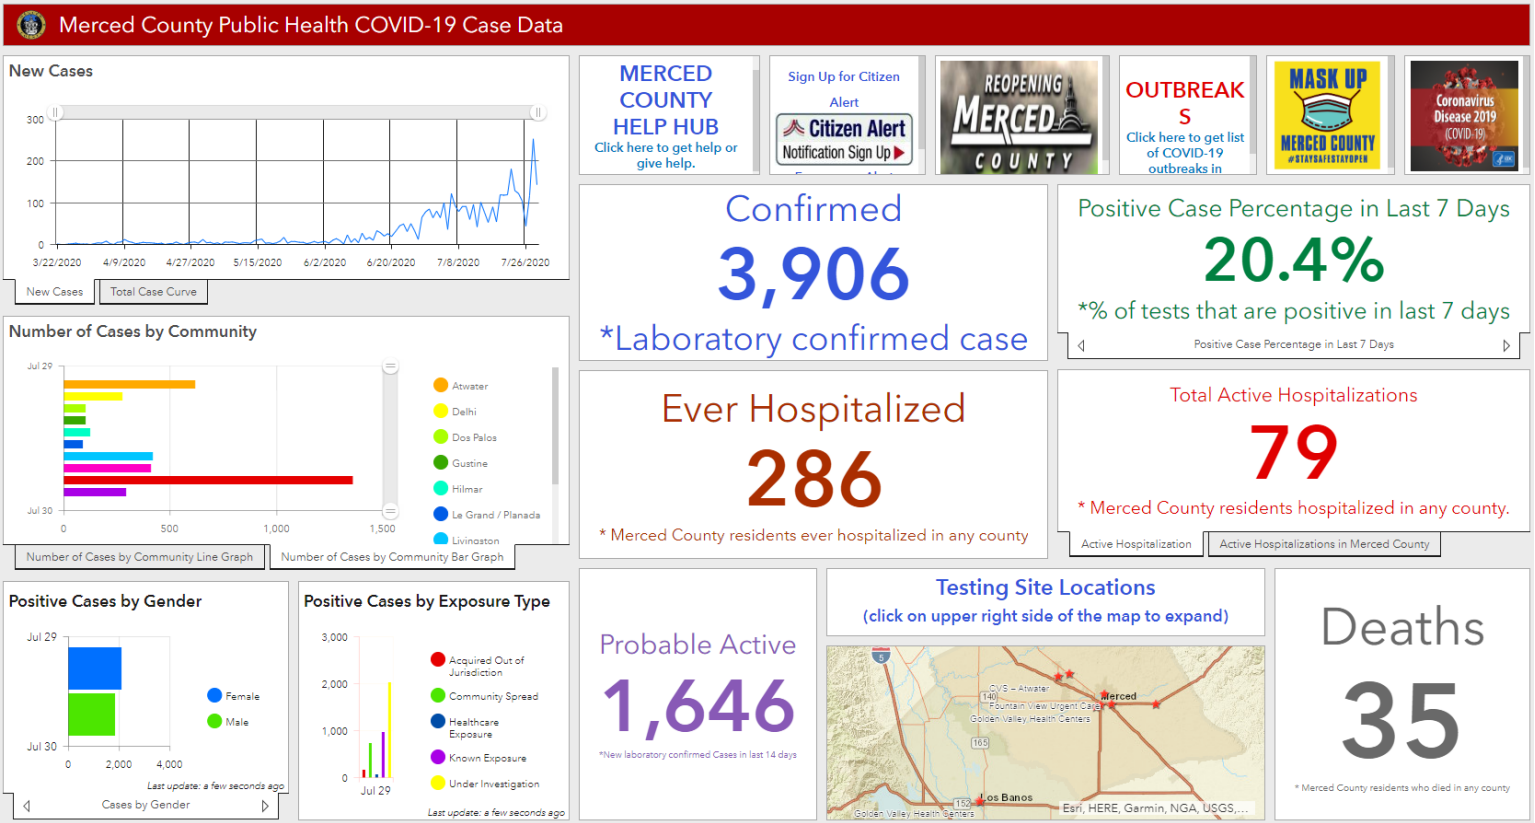 Merced County Public Health COVID-19 Case Data
New Cases
300
200
100
0
3/22/2020
4/9/2020
4/27/2020
5/15/2020
6/2/2020
6/20/2020
7/8/2020
7/26/2020
New Cases
Total Case Curve
MERCED
COUNTY
HELP HUB
Click here to get help or
give help.
Sign Up for Citizen
Alert
Citizen Alert
Notification Sign Up
REOPENING
MERCED
COUNTY
OUTBREAK
S
Click here to get list
of COVID-19
outbreaks in
MASK UP
MERCED COUNTY
#STAYSAFESTAYOPEN
Coronavirus
Disease 2019
(COVID-19)
CDC
Confirmed
3,906
*Laboratory confirmed case
Positive Case Percentage in Last 7 Days
20.4%
*% of tests that are positive in last 7 days
Positive Case Percentage in Last 7 Days
Number of Cases by Community
Jul 29
Jul 30
0
500
1,000
1,500
Atwater
Delhi
Dos Palos
Gustine
Hilmar
Le Grand / Planada
Livingston
Number of Cases by Community Line Graph
Number of Cases by Community Bar Graph
Ever Hospitalized
286
* Merced County residents ever hospitalized in any county
Total Active Hospitalizations
79
* Merced County residents hospitalized in any county.
Active Hospitalization
Active Hospitalizations in Merced County
Positive Cases by Gender
Jul 29
Jul 30
0
2,000
4,000
Female
Male
Last update: a few seconds ago
Cases by Gender
Positive Cases by Exposure Type
3,000
2,000
1,000
0
Jul 29
Acquired Out of
Jurisdiction
Community Spread
Healthcare
Exposure
Known Exposure
Under Investigation
Last update: a few seconds ago
Probable Active
1,646
*New laboratory confirmed Cases in last 14 days
Testing Site Locations
(click on upper right side of the map to expand)
5
CVS - Atwater
140
Merced
Fountain View Urgent Care
Golden Valley Health Centers
165
152
Los Banos
Golden Valley Health Centers
Esri, HERE, Garmin, NGA, USGS,...
Deaths
35
* Merced County residents who died in any county